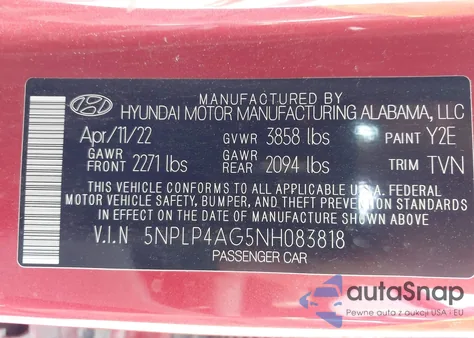 MANUFACTURED BY
HYUNDAI MOTOR MANUFACTURING ALABAMA, LLC
Apr/11/22 GVWR 3858 lbs PAINT Y2E
GAWR FRONT 2271 lbs GAWR REAR 2094 lbs TRIM TVN
THIS VEHICLE CONFORMS TO ALL APPLICABLE U.S.A. FEDERAL
MOTOR VEHICLE SAFETY, BUMPER, AND THEFT PREVENTION STANDARDS
IN EFFECT ON THE DATE OF MANUFACTURE SHOWN ABOVE.
V.I.N 5NPLP4AG5NH083818
PASSENGER CAR
autoSnap
Pewne auta z aukcji USA i EU